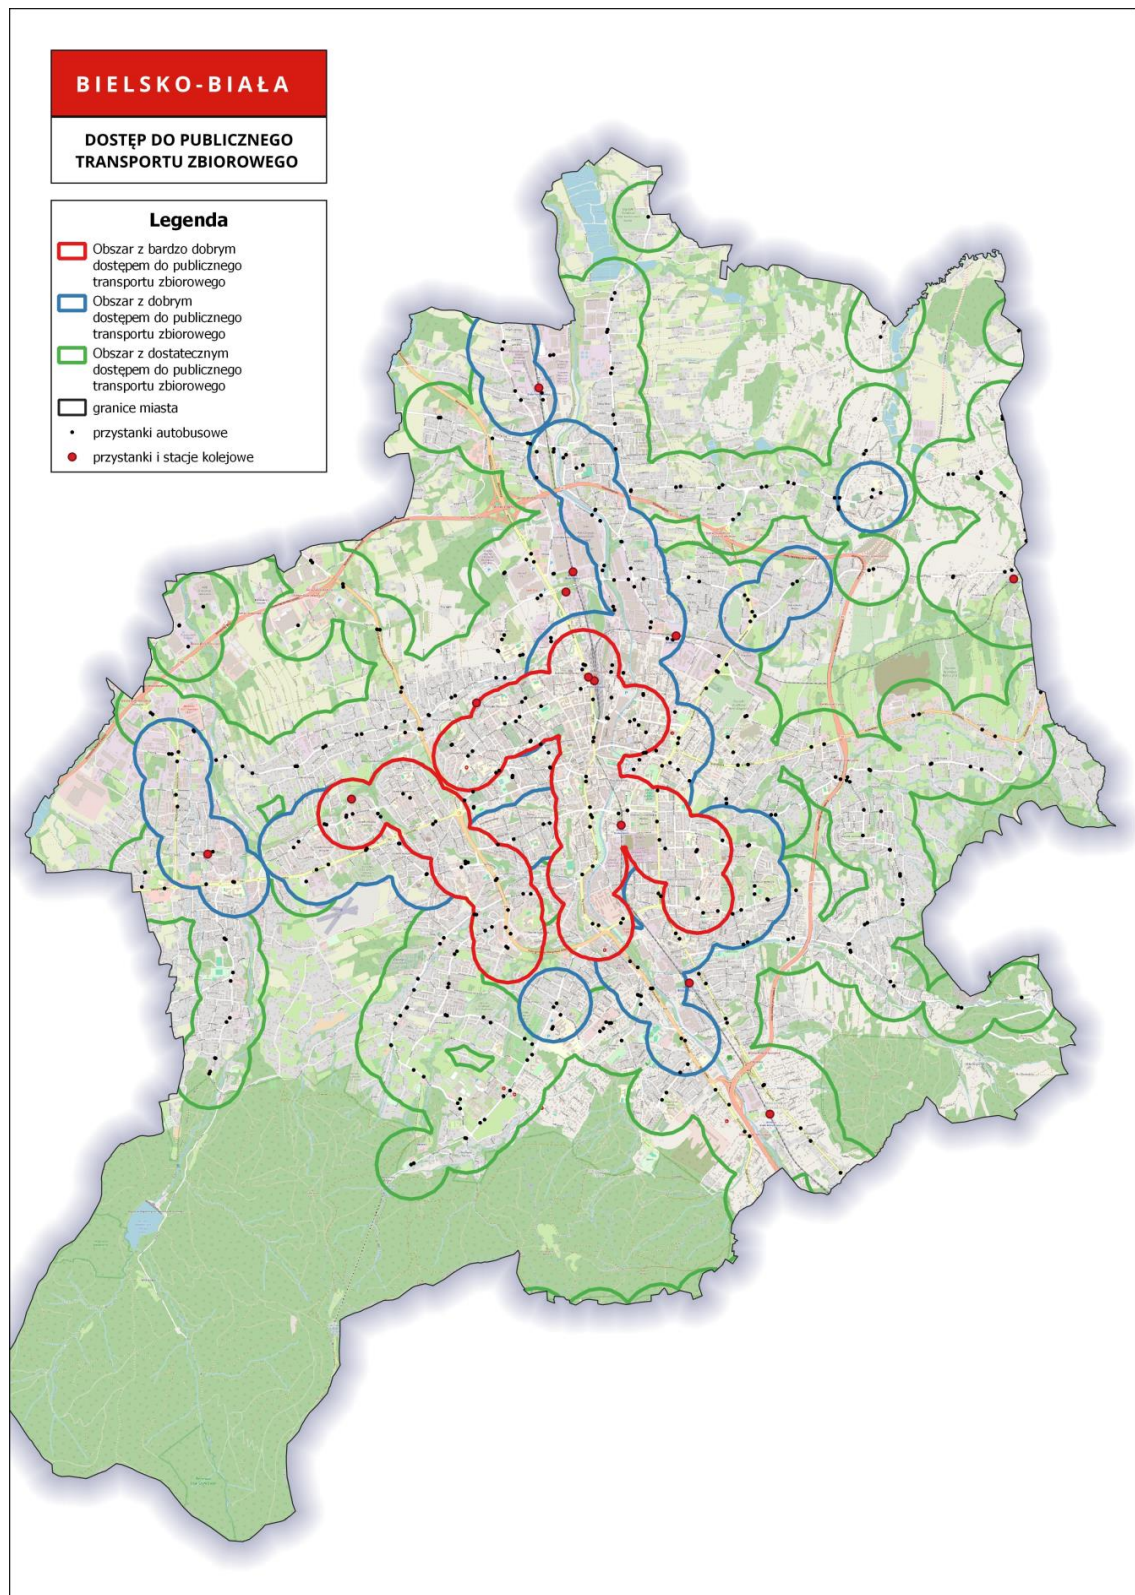 BIELSKO-BIAŁA
DOSTĘP DO PUBLICZNEGO
TRANSPORTU ZBIOROWEGO
Legenda
Obszar z bardzo dobrym
dostępem do publicznego
transportu zbiorowego
Obszar z dobrym
dostępem do publicznego
transportu zbiorowego
Obszar z dostatecznym
dostępem do publicznego
transportu zbiorowego
granice miasta
przystanki autobusowe
przystanki i stacje kolejowe